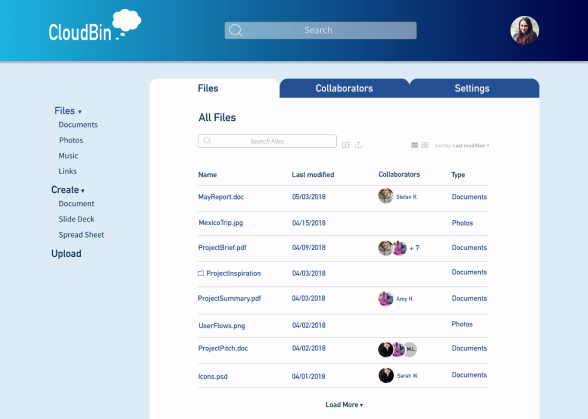 CloudBin
Search
Files ▾
Documents
Photos
Music
Links
Create ▾
Document
Slide Deck
Spread Sheet
Upload
Files Collaborators Settings
All Files
Search Files
Sort by: Last modified ▾
Name Last modified Collaborators Type
MayReport.doc 05/03/2018 Stefan R. Documents
MexicoTrip.jpg 04/15/2018 Photos
ProjectBrief.pdf 04/09/2018 + 7 Documents
ProjectInspiration 04/03/2018 Documents
ProjectSummary.pdf 04/03/2018 Amy H. Documents
UserFlows.png 04/02/2018 Photos
ProjectPitch.doc 04/02/2018 M.L. Documents
Icons.psd 04/01/2018 Sarah W. Documents
Load More ▾